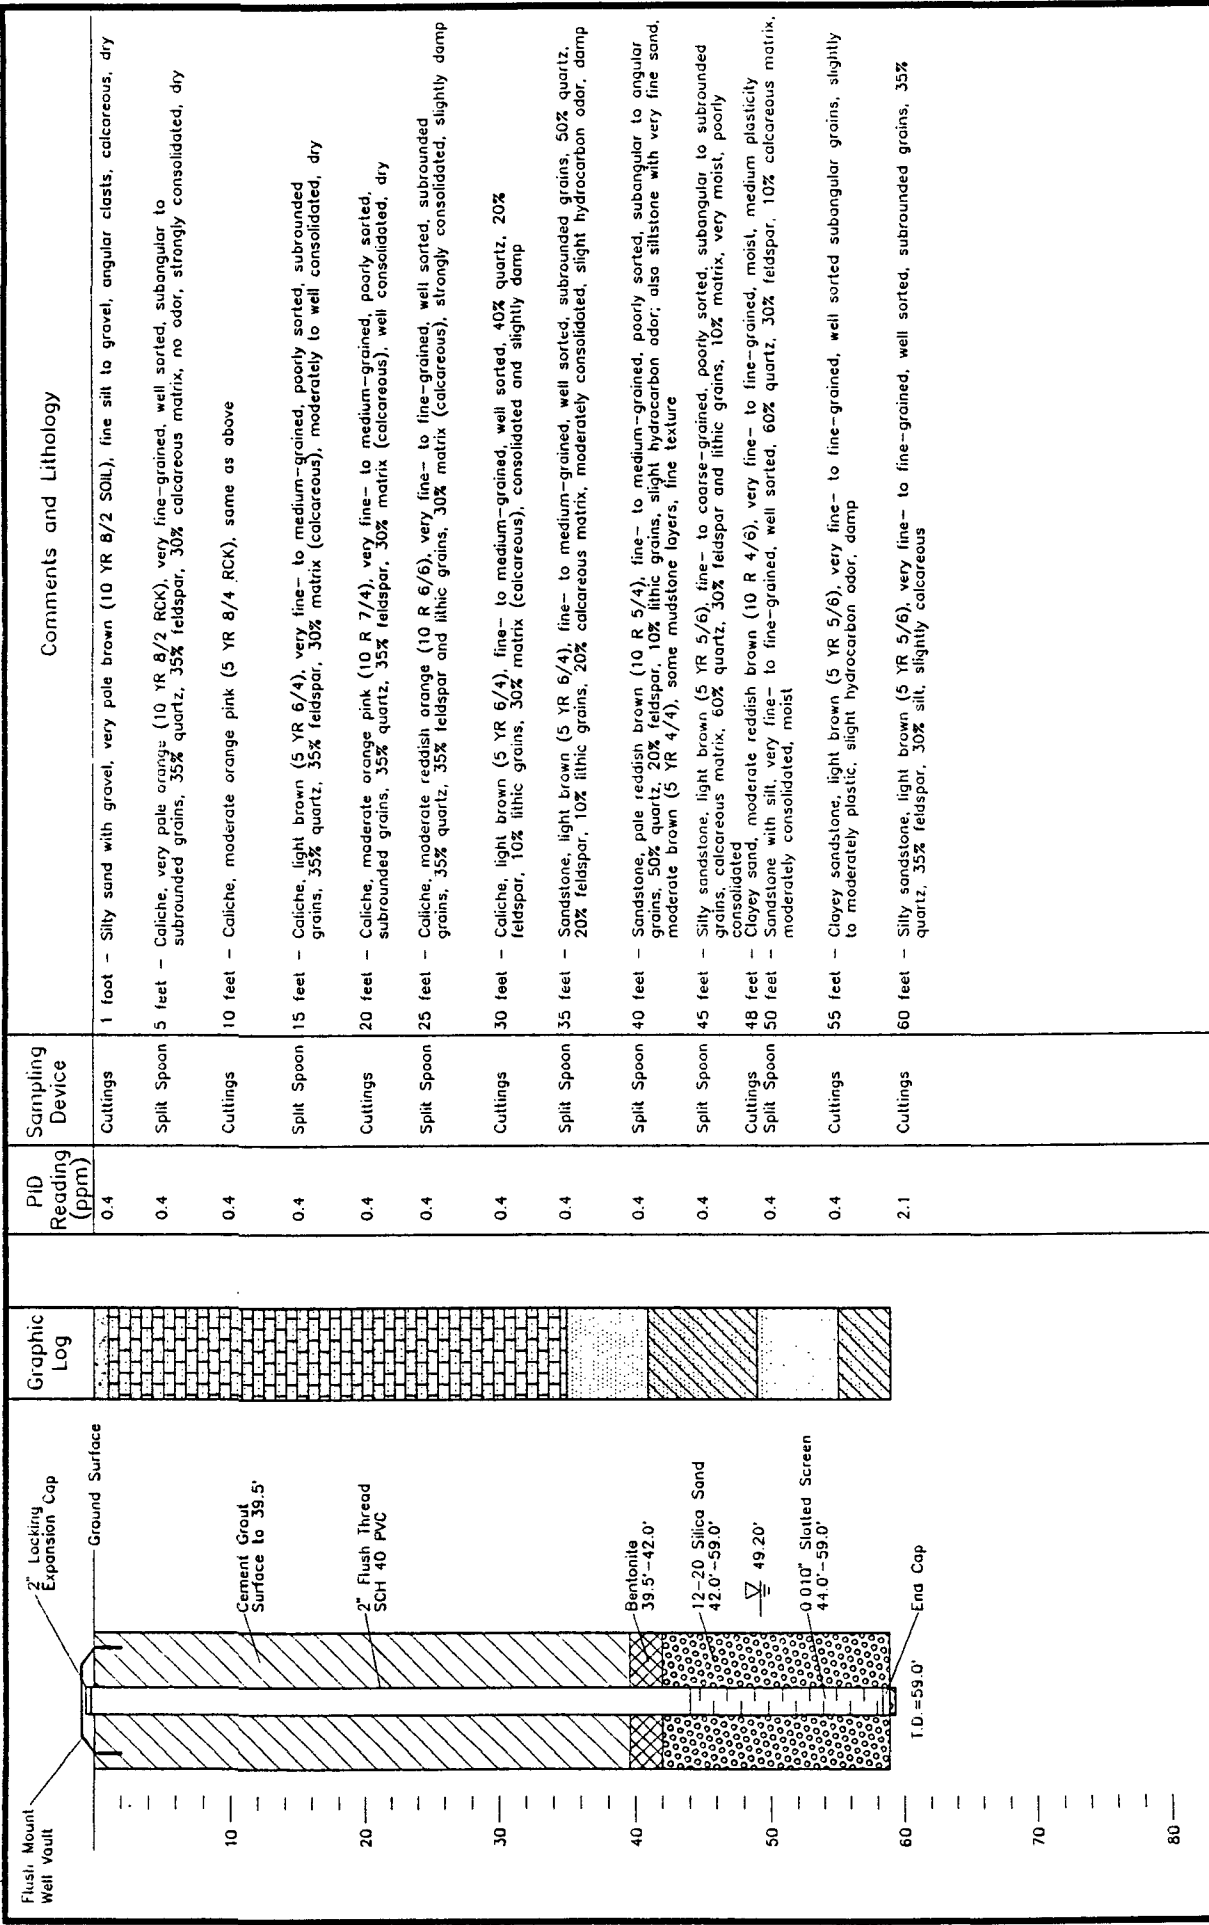 Flush Mount
Well Vault
2" Locking
Expansion Cap
Ground Surface
Cement Grout
Surface to 39.5'
2" Flush Thread
SCH 40 PVC
Bentonite
39.5'-42.0'
12-20 Silica Sand
42.0'-59.0'
49.20'
0.010" Slotted Screen
44.0'-59.0'
End Cap
T.D.=59.0'
10
20
30
40
50
60
70
80
Graphic
Log
PID
Reading
(ppm)
Sampling
Device
Comments and Lithology
0.4 Cuttings 1 foot - Silty sand with gravel, very pale brown (10 YR 8/2 SOIL), fine silt to gravel, angular clasts, calcareous, dry
0.4 Split Spoon 5 feet - Caliche, very pale orange (10 YR 8/2 RCK), very fine-grained, well sorted, subangular to
subrounded grains, 35% quartz, 35% feldspar, 30% calcareous matrix, no odor, strongly consolidated, dry
0.4 Cuttings 10 feet - Caliche, moderate orange pink (5 YR 8/4 RCK), same as above
0.4 Split Spoon 15 feet - Caliche, light brown (5 YR 6/4), very fine- to medium-grained, poorly sorted, subrounded
grains, 35% quartz, 35% feldspar, 30% matrix (calcareous), moderately to well consolidated, dry
0.4 Cuttings 20 feet - Caliche, moderate orange pink (10 R 7/4), very fine- to medium-grained, poorly sorted,
subrounded grains, 35% quartz, 35% feldspar, 30% matrix (calcareous), well consolidated, dry
0.4 Split Spoon 25 feet - Caliche, moderate reddish orange (10 R 6/6), very fine- to fine-grained, well sorted, subrounded
grains, 35% quartz, 35% feldspar and lithic grains, 30% matrix (calcareous), strongly consolidated, slightly damp
0.4 Cuttings 30 feet - Caliche, light brown (5 YR 6/4), fine- to medium-grained, well sorted, 40% quartz, 20%
feldspar, 10% lithic grains, 30% matrix (calcareous), consolidated and slightly damp
0.4 Split Spoon 35 feet - Sandstone, light brown (5 YR 6/4), fine- to medium-grained, well sorted, subrounded grains, 50% quartz,
20% feldspar, 10% lithic grains, 20% calcareous matrix, moderately consolidated, slight hydrocarbon odor, damp
0.4 Split Spoon 40 feet - Sandstone, pale reddish brown (10 R 5/4), fine- to medium-grained, poorly sorted, subangular to angular
grains, 50% quartz, 20% feldspar, 10% lithic grains, slight hydrocarbon odor; also siltstone with very fine sand,
moderate brown (5 YR 4/4), some mudstone layers, fine texture
0.4 Split Spoon 45 feet - Silty sandstone, light brown (5 YR 5/6), fine- to coarse-grained, poorly sorted, subangular to subrounded
grains, calcareous matrix, 60% quartz, 30% feldspar and lithic grains, 10% matrix, very moist, poorly
consolidated
Cuttings 48 feet - Clayey sand, moderate reddish brown (10 R 4/6), very fine- to fine-grained, moist, medium plasticity
0.4 Split Spoon 50 feet - Sandstone with silt, very fine- to fine-grained, well sorted, 60% quartz, 30% feldspar, 10% calcareous matrix,
moderately consolidated, moist
0.4 Cuttings 55 feet - Clayey sandstone, light brown (5 YR 5/6), very fine- to fine-grained, well sorted subangular grains, slightly
to moderately plastic, slight hydrocarbon odor, damp
2.1 Cuttings 60 feet - Silty sandstone, light brown (5 YR 5/6), very fine- to fine-grained, well sorted, subrounded grains, 35%
quartz, 35% feldspar, 30% silt, slightly calcareous